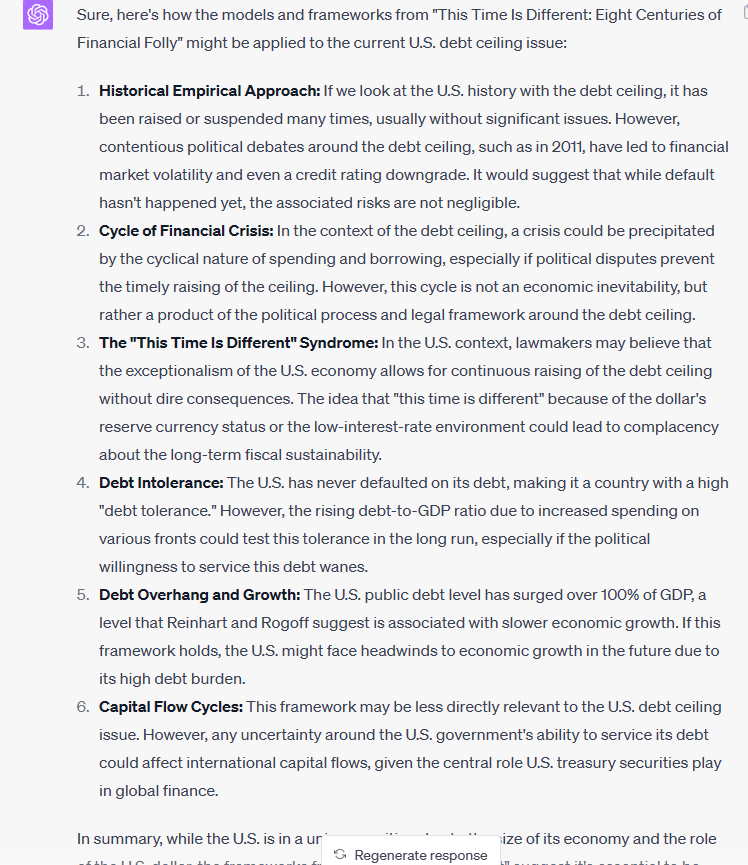 Sure, here's how the models and frameworks from "This Time Is Different: Eight Centuries of
Financial Folly" might be applied to the current U.S. debt ceiling issue:
1. Historical Empirical Approach: If we look at the U.S. history with the debt ceiling, it has
been raised or suspended many times, usually without significant issues. However,
contentious political debates around the debt ceiling, such as in 2011, have led to financial
market volatility and even a credit rating downgrade. It would suggest that while default
hasn't happened yet, the associated risks are not negligible.
2. Cycle of Financial Crisis: In the context of the debt ceiling, a crisis could be precipitated
by the cyclical nature of spending and borrowing, especially if political disputes prevent
the timely raising of the ceiling. However, this cycle is not an economic inevitability, but
rather a product of the political process and legal framework around the debt ceiling.
3. The "This Time Is Different" Syndrome: In the U.S. context, lawmakers may believe that
the exceptionalism of the U.S. economy allows for continuous raising of the debt ceiling
without dire consequences. The idea that "this time is different" because of the dollar's
reserve currency status or the low-interest-rate environment could lead to complacency
about the long-term fiscal sustainability.
4. Debt Intolerance: The U.S. has never defaulted on its debt, making it a country with a high
"debt tolerance." However, the rising debt-to-GDP ratio due to increased spending on
various fronts could test this tolerance in the long run, especially if the political
willingness to service this debt wanes.
5. Debt Overhang and Growth: The U.S. public debt level has surged over 100% of GDP, a
level that Reinhart and Rogoff suggest is associated with slower economic growth. If this
framework holds, the U.S. might face headwinds to economic growth in the future due to
its high debt burden.
6. Capital Flow Cycles: This framework may be less directly relevant to the U.S. debt ceiling
issue. However, any uncertainty around the U.S. government's ability to service its debt
could affect international capital flows, given the central role U.S. treasury securities play
in global finance.
In summary, while the U.S. is in a size of its economy and the role
Regenerate response